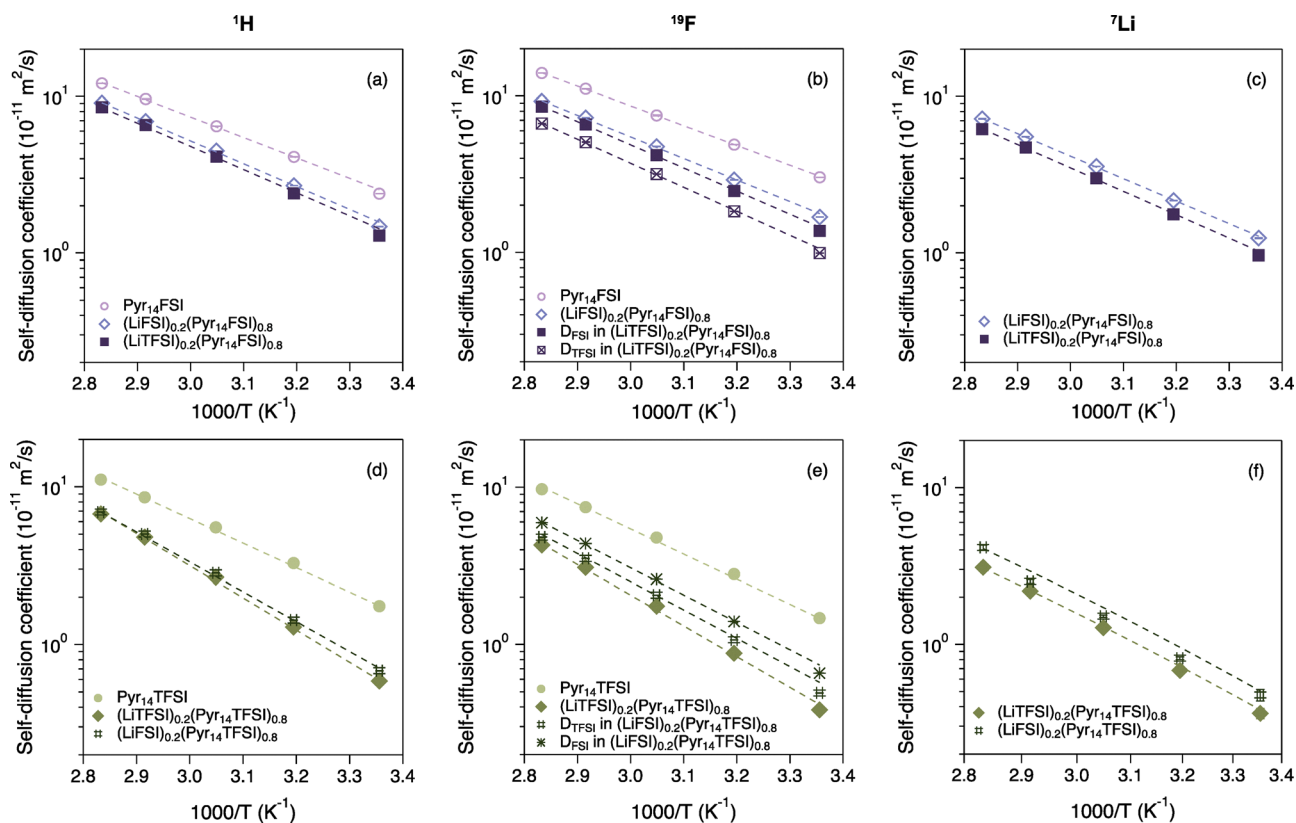 ¹H
¹⁹F
⁷Li
Self-diffusion coefficient (10⁻¹¹ m²/s)
10¹
10⁰
(a)
Pyr₁₄FSI
(LiFSI)₀.₂(Pyr₁₄FSI)₀.₈
(LiTFSI)₀.₂(Pyr₁₄FSI)₀.₈
2.8 2.9 3.0 3.1 3.2 3.3 3.4
1000/T (K⁻¹)
Self-diffusion coefficient (10⁻¹¹ m²/s)
10¹
10⁰
(b)
Pyr₁₄FSI
(LiFSI)₀.₂(Pyr₁₄FSI)₀.₈
D_FSI in (LiTFSI)₀.₂(Pyr₁₄FSI)₀.₈
D_TFSI in (LiTFSI)₀.₂(Pyr₁₄FSI)₀.₈
2.8 2.9 3.0 3.1 3.2 3.3 3.4
1000/T (K⁻¹)
Self-diffusion coefficient (10⁻¹¹ m²/s)
10¹
10⁰
(c)
(LiFSI)₀.₂(Pyr₁₄FSI)₀.₈
(LiTFSI)₀.₂(Pyr₁₄FSI)₀.₈
2.8 2.9 3.0 3.1 3.2 3.3 3.4
1000/T (K⁻¹)
Self-diffusion coefficient (10⁻¹¹ m²/s)
10¹
10⁰
(d)
Pyr₁₄TFSI
(LiTFSI)₀.₂(Pyr₁₄TFSI)₀.₈
(LiFSI)₀.₂(Pyr₁₄TFSI)₀.₈
2.8 2.9 3.0 3.1 3.2 3.3 3.4
1000/T (K⁻¹)
Self-diffusion coefficient (10⁻¹¹ m²/s)
10¹
10⁰
(e)
Pyr₁₄TFSI
(LiTFSI)₀.₂(Pyr₁₄TFSI)₀.₈
D_TFSI in (LiFSI)₀.₂(Pyr₁₄TFSI)₀.₈
D_FSI in (LiFSI)₀.₂(Pyr₁₄TFSI)₀.₈
2.8 2.9 3.0 3.1 3.2 3.3 3.4
1000/T (K⁻¹)
Self-diffusion coefficient (10⁻¹¹ m²/s)
10¹
10⁰
(f)
(LiTFSI)₀.₂(Pyr₁₄TFSI)₀.₈
(LiFSI)₀.₂(Pyr₁₄TFSI)₀.₈
2.8 2.9 3.0 3.1 3.2 3.3 3.4
1000/T (K⁻¹)